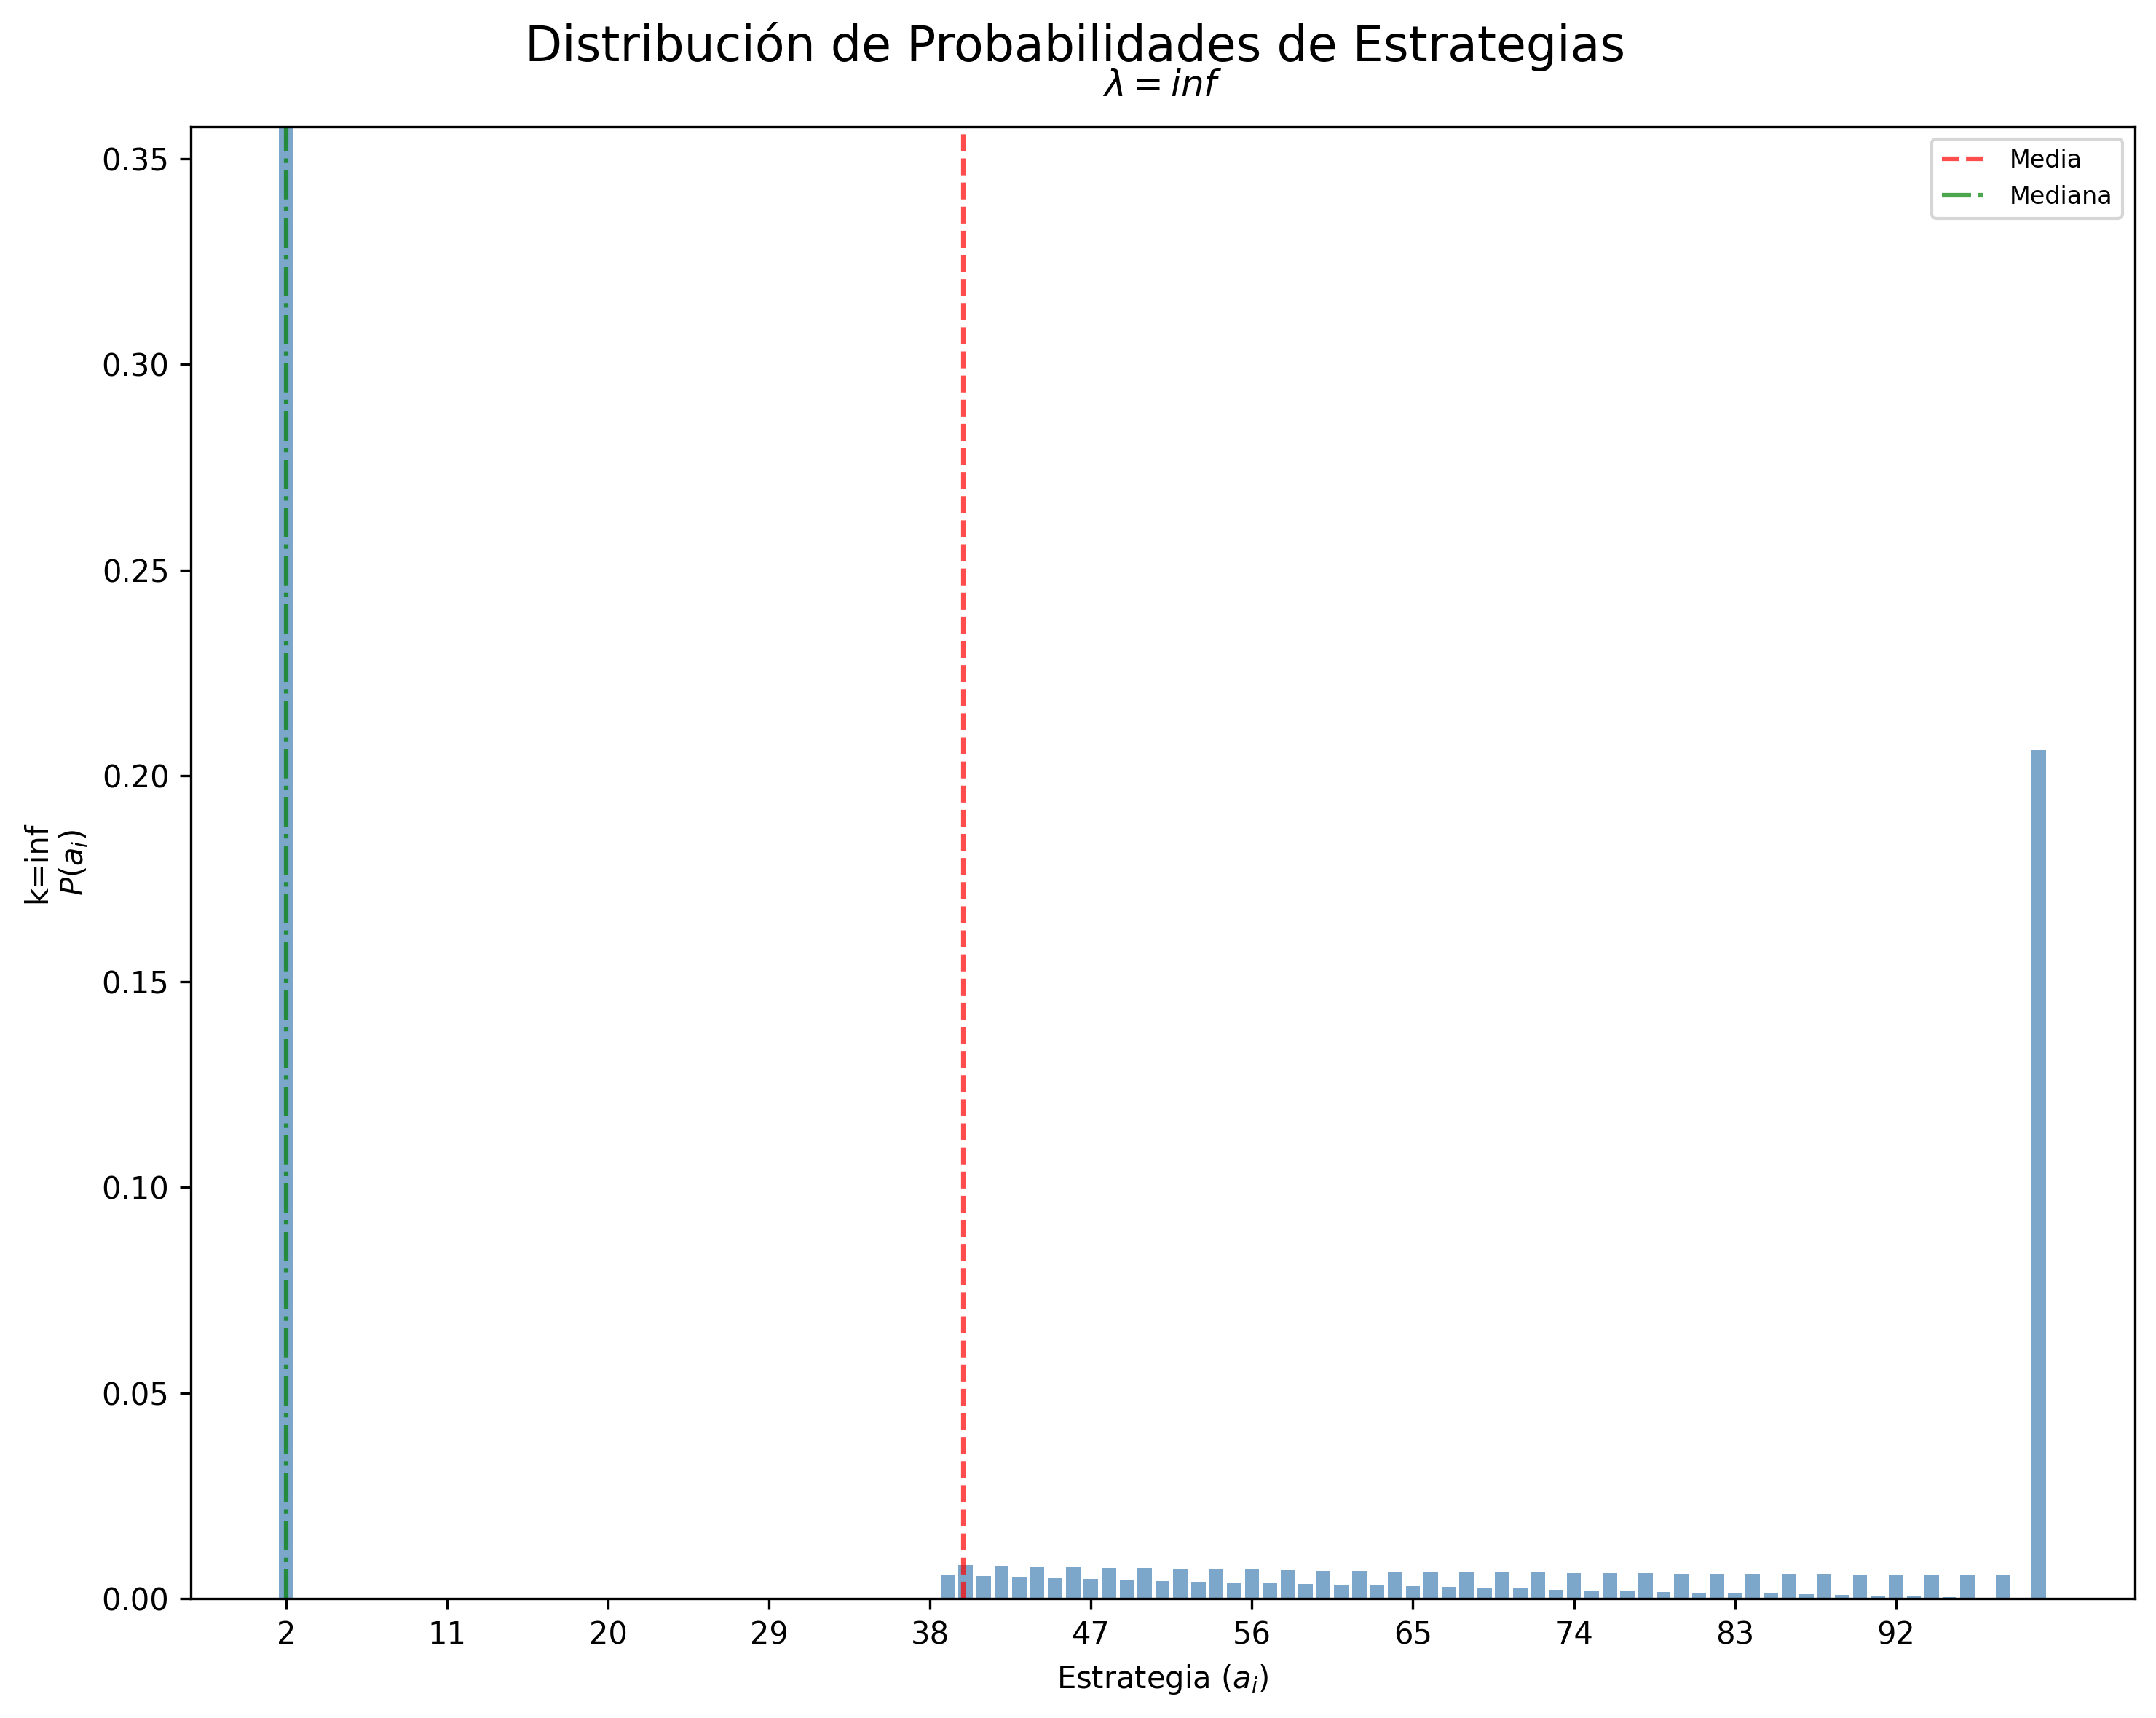 Distribución de Probabilidades de Estrategias
λ = inf
Media
Mediana
0.35
0.30
0.25
0.20
0.15
0.10
0.05
0.00
k=inf
P(aᵢ)
2 11 20 29 38 47 56 65 74 83 92
Estrategia (aᵢ)